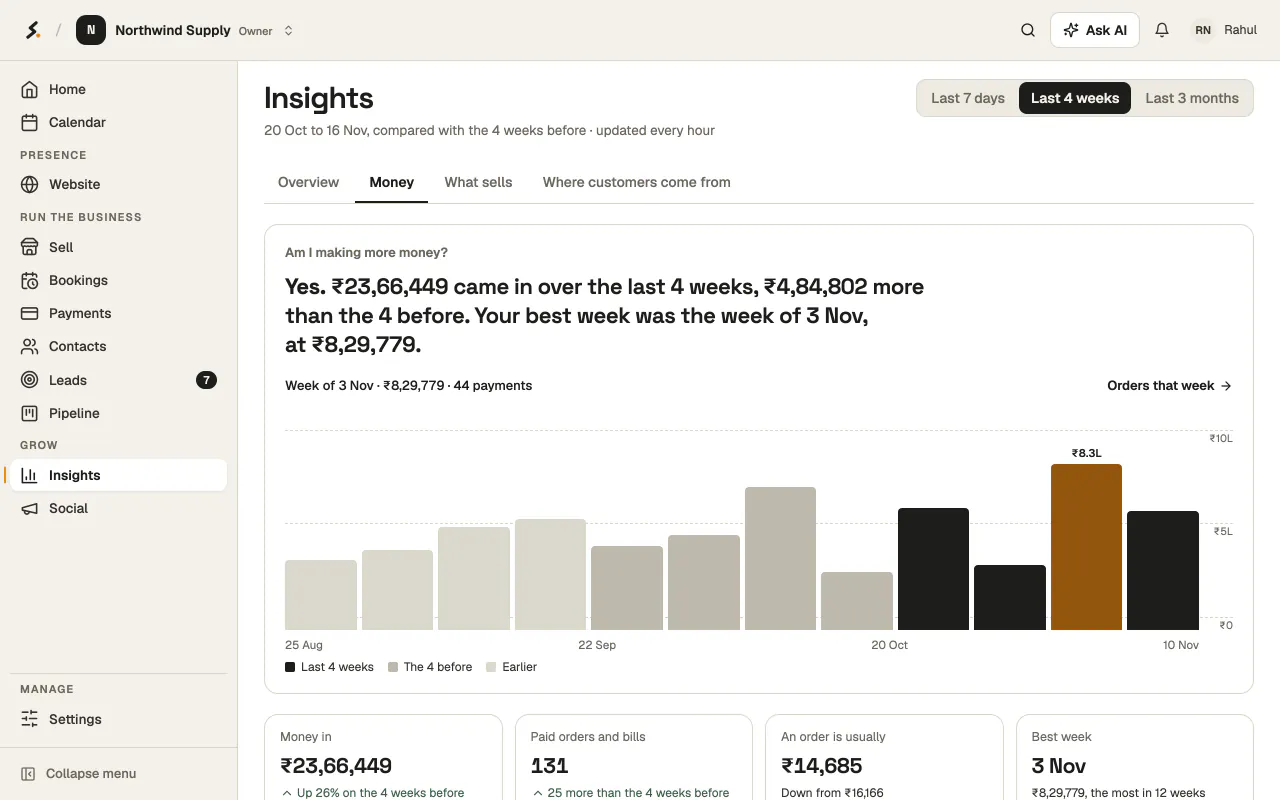 N
Northwind Supply Owner
Ask AI
RN Rahul
Home
Calendar
PRESENCE
Website
RUN THE BUSINESS
Sell
Bookings
Payments
Contacts
Leads 7
Pipeline
GROW
Insights
Social
MANAGE
Settings
Collapse menu
Insights
20 Oct to 16 Nov, compared with the 4 weeks before · updated every hour
Last 7 days Last 4 weeks Last 3 months
Overview Money What sells Where customers come from
Am I making more money?
Yes. ₹23,66,449 came in over the last 4 weeks, ₹4,84,802 more
than the 4 before. Your best week was the week of 3 Nov,
at ₹8,29,779.
Week of 3 Nov · ₹8,29,779 · 44 payments
Orders that week →
₹10L
₹8.3L
₹5L
₹0
25 Aug 22 Sep 20 Oct 10 Nov
Last 4 weeks The 4 before Earlier
Money in
₹23,66,449
Up 26% on the 4 weeks before
Paid orders and bills
131
25 more than the 4 weeks before
An order is usually
₹14,685
Down from ₹16,166
Best week
3 Nov
₹8,29,779, the most in 12 weeks